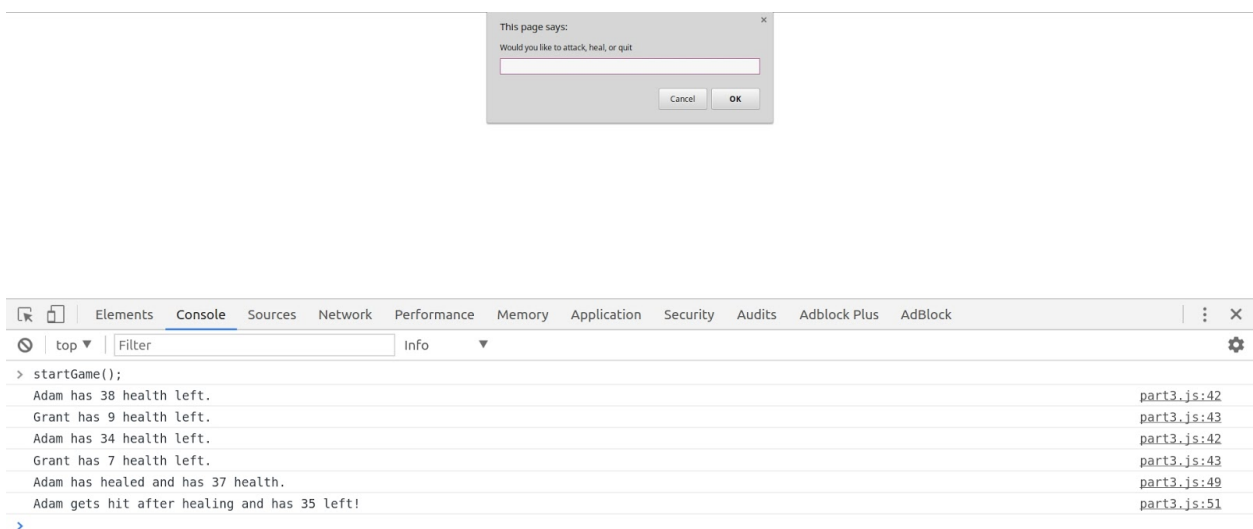 This page says:
Would you like to attack, heal, or quit
Cancel OK
Elements Console Sources Network Performance Memory Application Security Audits Adblock Plus AdBlock
top Filter Info
> startGame();
Adam has 38 health left. part3.js:42
Grant has 9 health left. part3.js:43
Adam has 34 health left. part3.js:42
Grant has 7 health left. part3.js:43
Adam has healed and has 37 health. part3.js:49
Adam gets hit after healing and has 35 left! part3.js:51
>